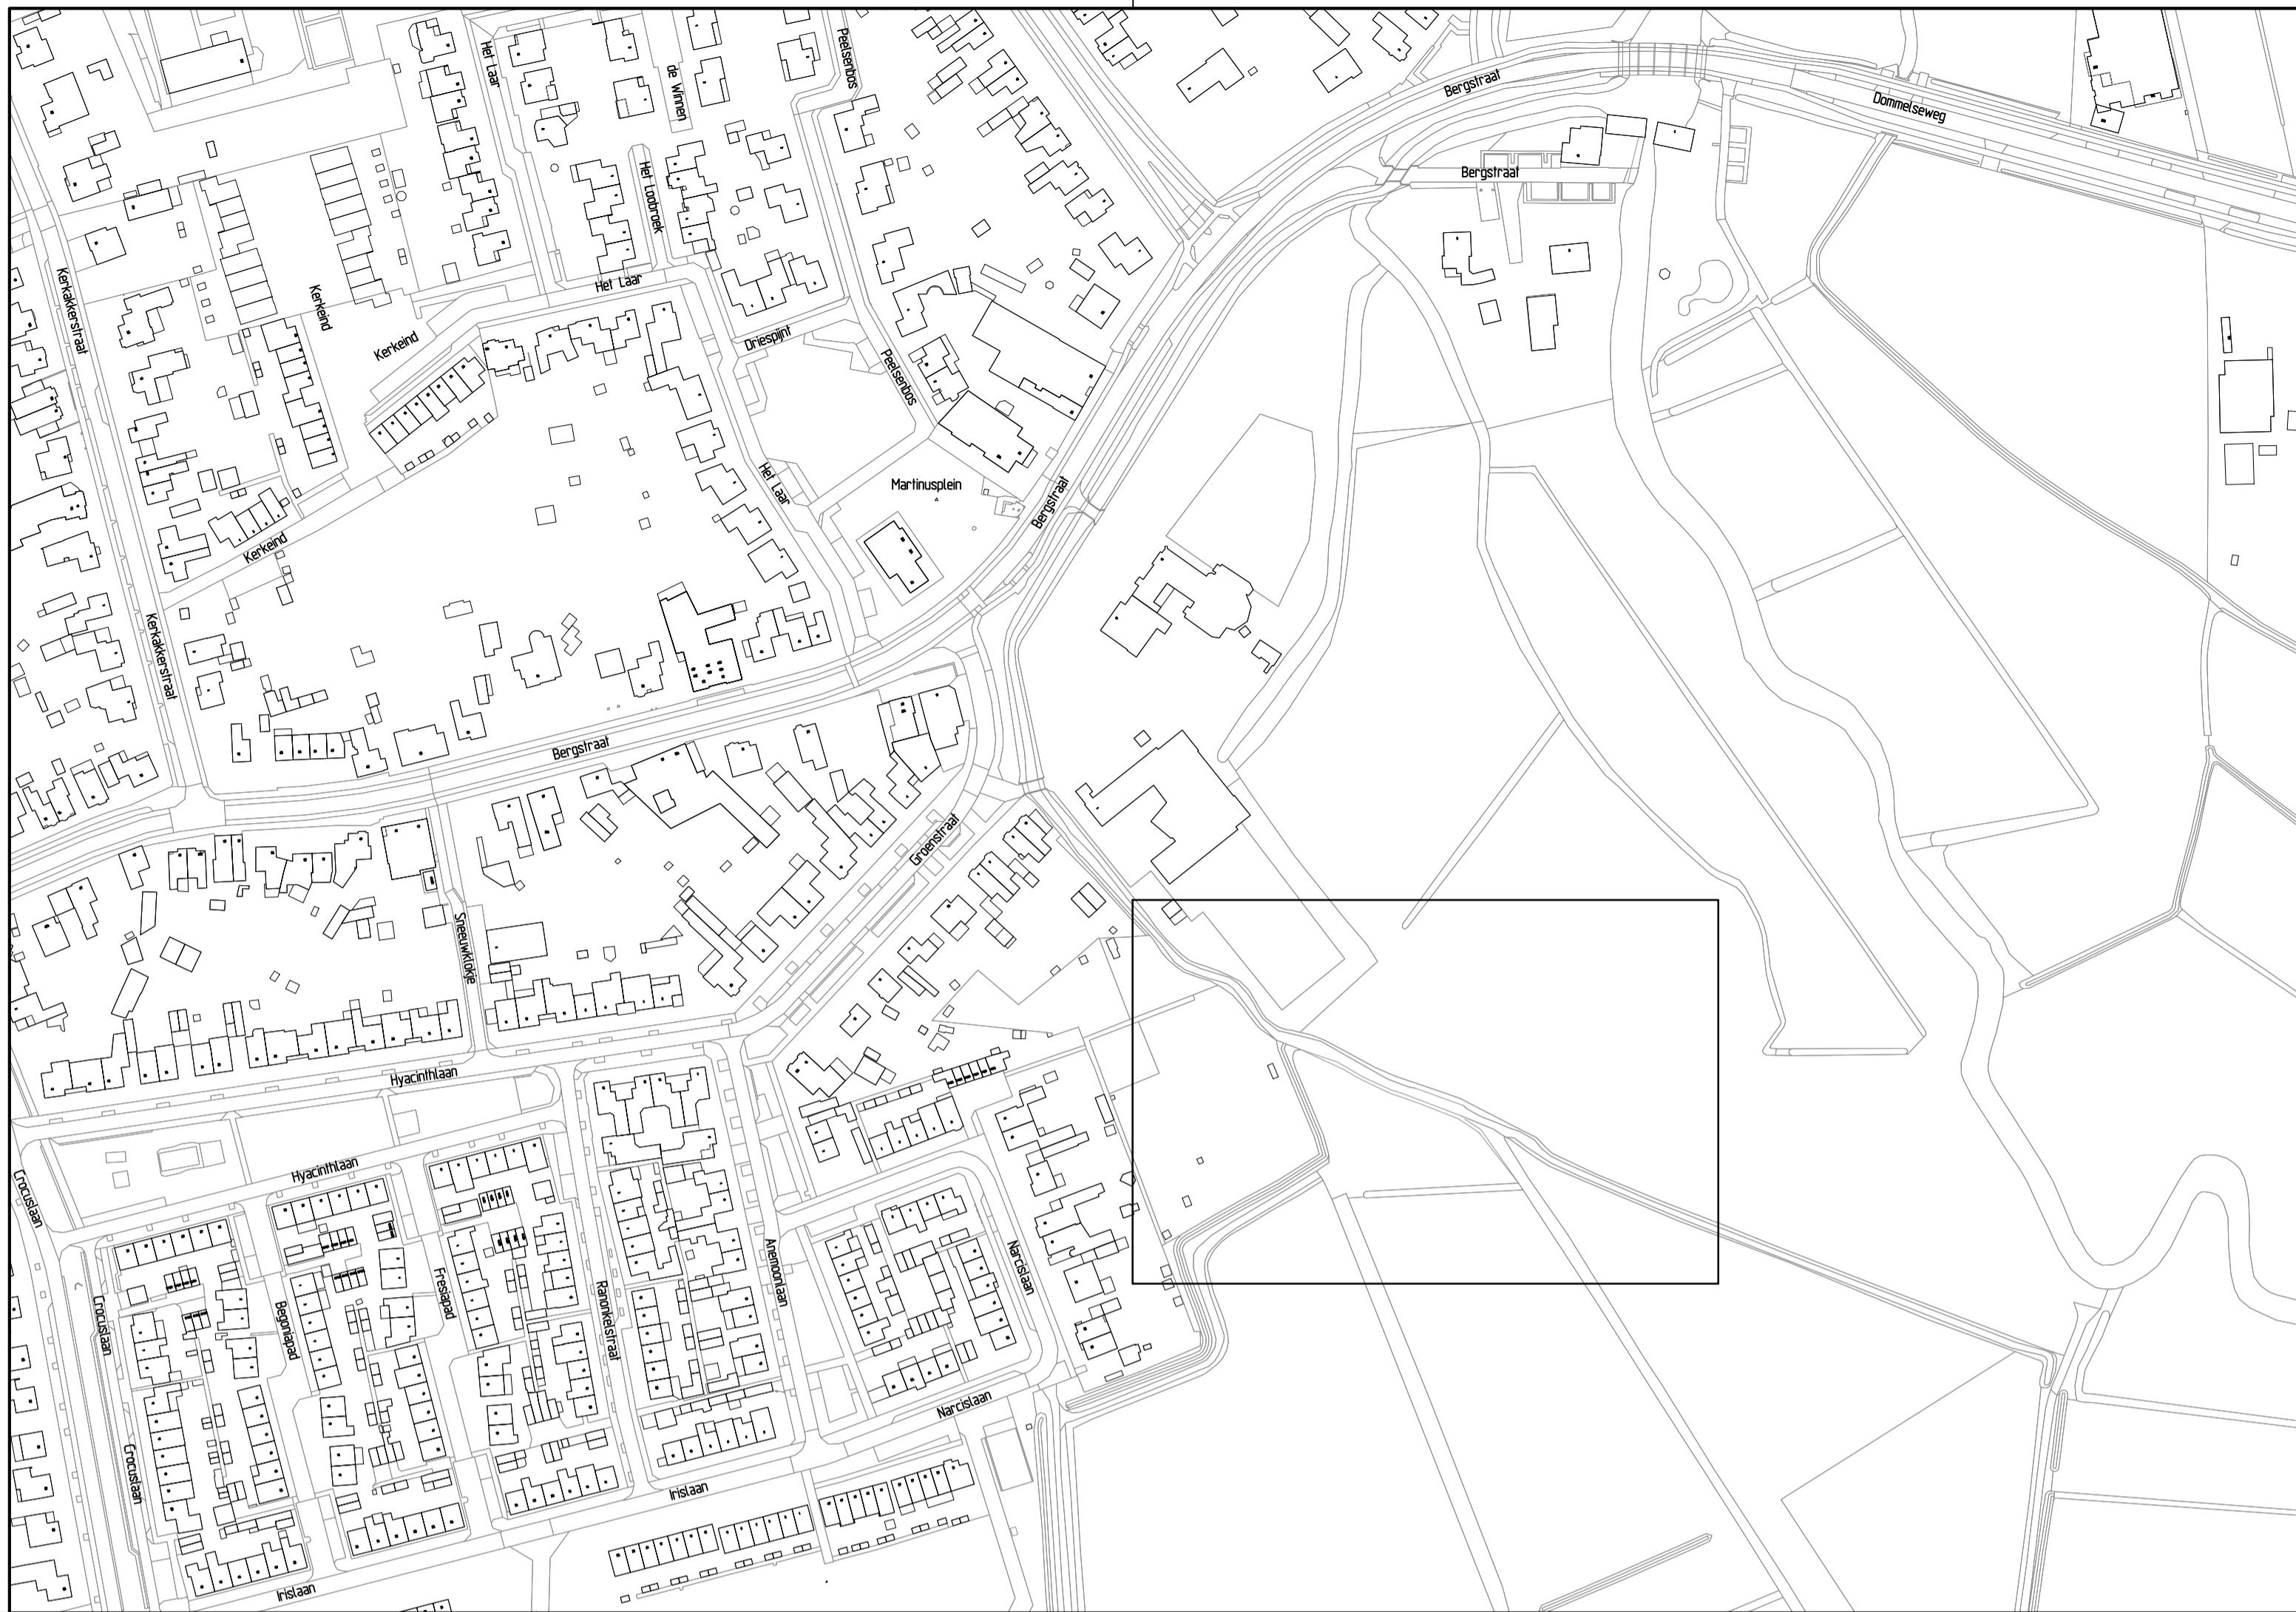 Het Laar
de Winnen
Peelsenbos
Bergstraat
Dommelseweg
Bergstraat
Het Loobroek
Kerkakkerstraat
Kerkeind
Het Laar
Kerkeind
Driespijnt
Peelsenbos
Het Laar
Martinusplein
Bergstraat
Kerkeind
Kerkakkerstraat
Bergstraat
Groenstraat
Sneeuwklokje
Hyacinthlaan
Hyacinthlaan
Crocuslaan
Anemoonlaan
Narcislaan
Fresiapad
Ranonkelstraat
Crocuslaan
Begoniapad
Narcislaan
Crocuslaan
Irislaan
Irislaan